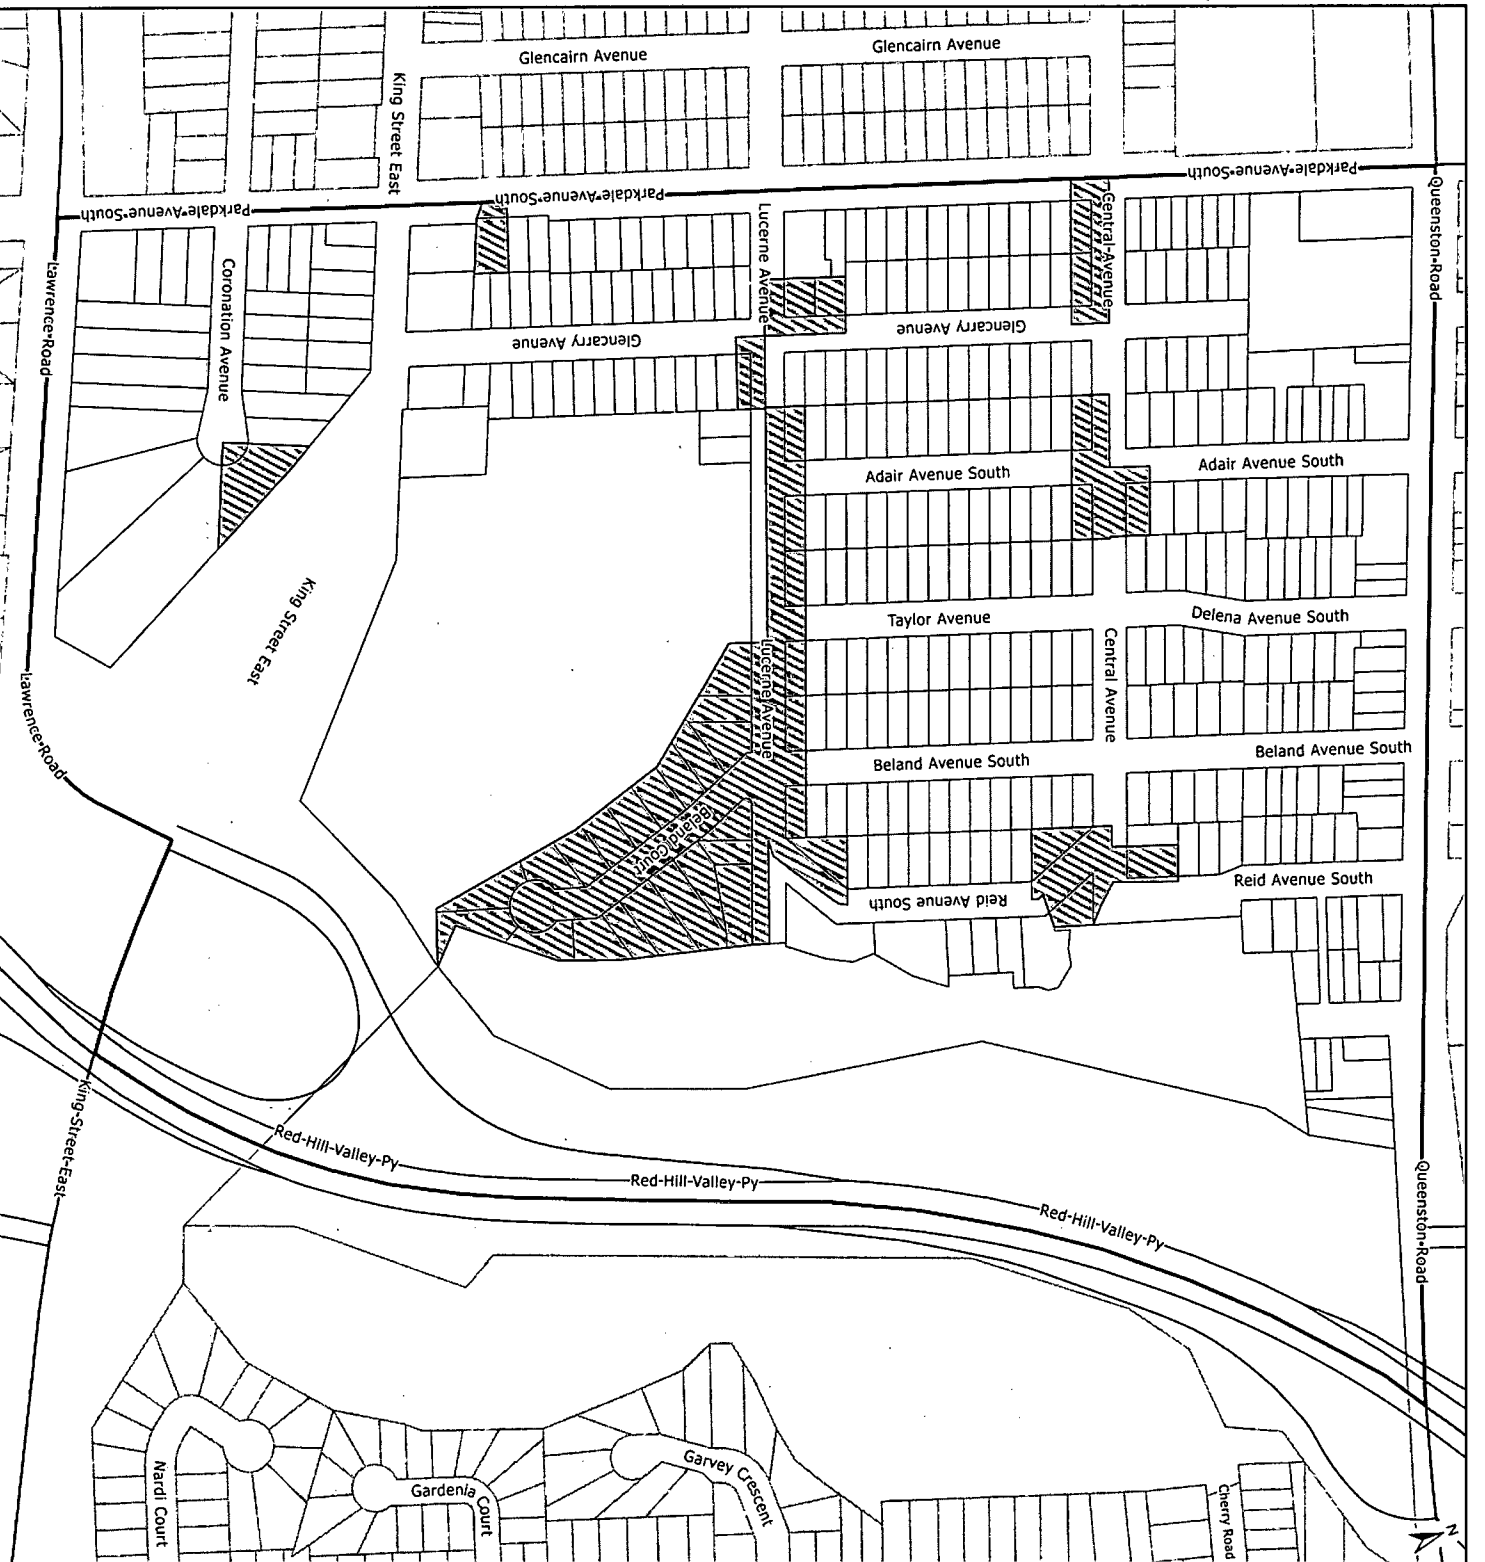 Glencairn Avenue
Glencairn Avenue
King Street East
Parkdale•Avenue•South
Parkdale•Avenue•South
Parkdale•Avenue•South
Queenston•Road
Lucerne Avenue
Central•Avenue
Lawrence•Road
Coronation Avenue
Glencarry Avenue
Glencarry Avenue
Adair Avenue South
Adair Avenue South
King Street East
Taylor Avenue
Delena Avenue South
Lucerne Avenue
Central Avenue
Lawrence•Road
Beland Avenue South
Beland Avenue South
Beland Court
Reid Avenue South
Reid Avenue South
King-Street-East
Red-Hill-Valley-Py
Red-Hill-Valley-Py
Red-Hill-Valley-Py
Queenston•Road
Nardi Court
Gardenia Court
Garvey Crescent
Cherry Road
N